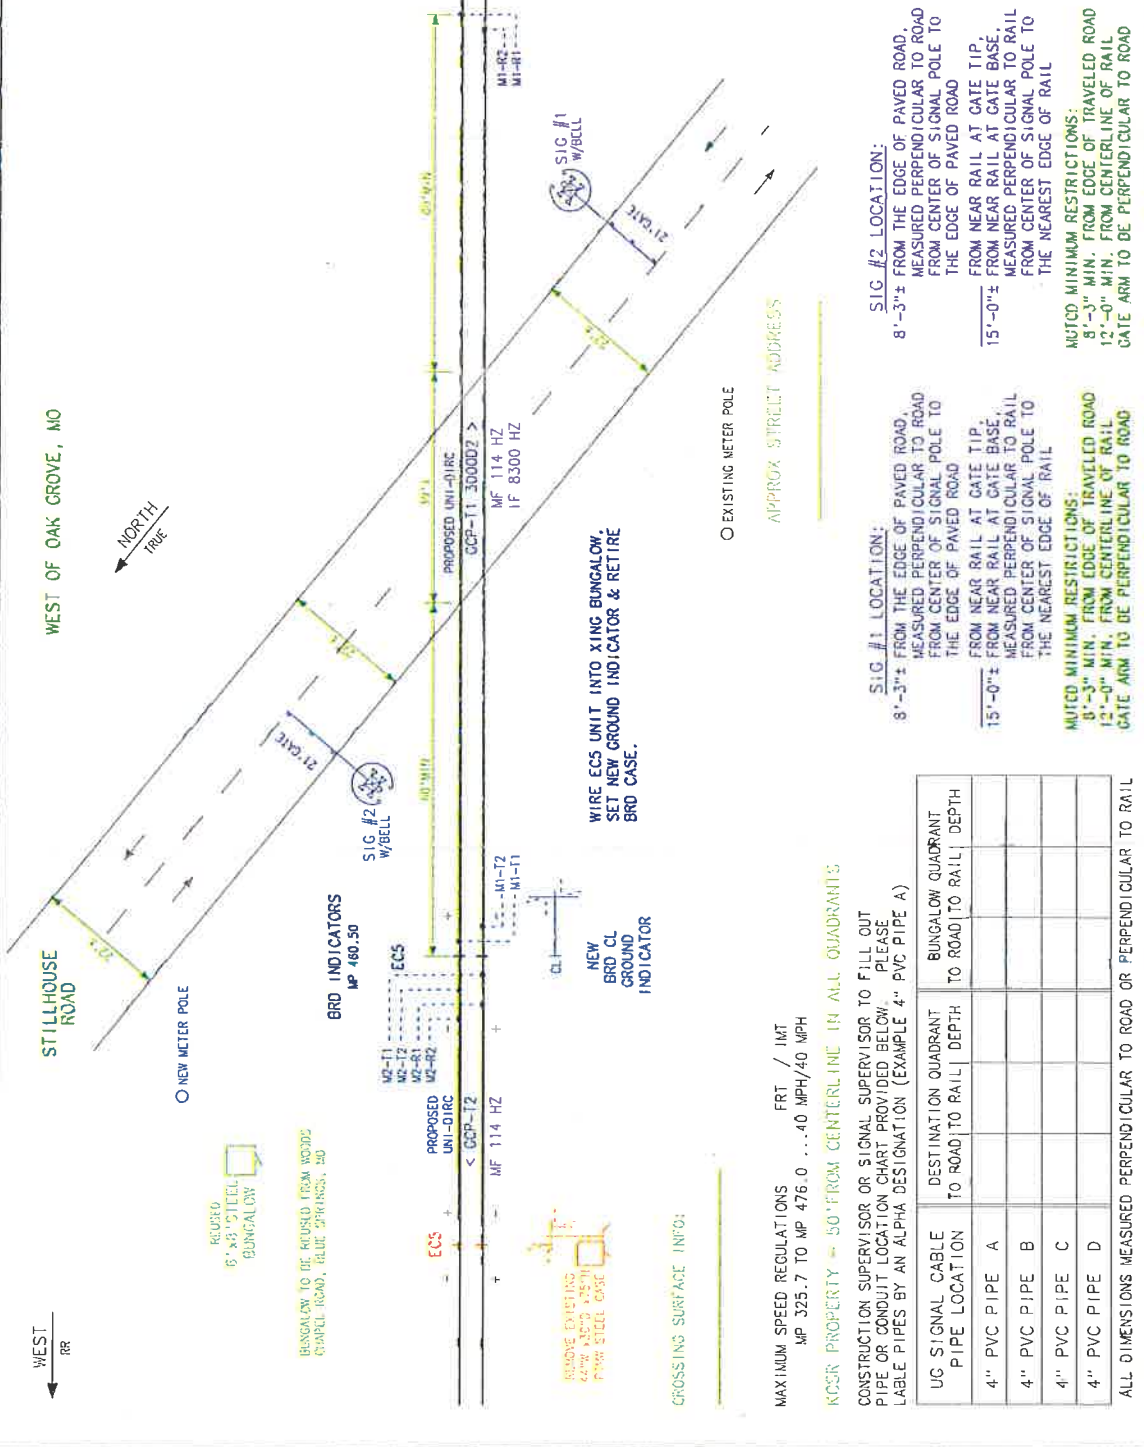 WEST
RR
STILLHOUSE
ROAD
WEST OF OAK GROVE, MO
NORTH
TRUE
NEW METER POLE
REUSED
6' x8' STEEL
BUNGALOW
BUNGALOW TO BE REUSED FROM WOODS
CHAPEL ROAD, BLUE SPRINGS, MO
BRD INDICATORS
MP 460.50
21'GATE
SIG #2
W/BELL
M2-T1
M2-T2
M2-R1
M2-R2
EC5
PROPOSED
UNI-DIRC
< GCP-T2
MF 114 HZ
EC5
60'MIN
M1-T2
M1-T1
PROPOSED UNI-DIRC
GCP-T1 3000D2 >
MF 114 HZ
IF 8300 HZ
M1-R2
M1-R1
SIG #1
W/BELL
21'GATE
CL
NEW
BRD CL
GROUND
INDICATOR
WIRE EC5 UNIT INTO XING BUNGALOW,
SET NEW GROUND INDICATOR & RETIRE
BRD CASE.
EXISTING METER POLE
APPROX STREET ADDRESS
REMOVE EXISTING
STEEL CASE
CROSSING SURFACE INFO:
MAXIMUM SPEED REGULATIONS FRT / IMT
MP 325.7 TO MP 476.0 ...40 MPH/40 MPH
KCSR PROPERTY - 50'FROM CENTERLINE IN ALL QUADRANTS
CONSTRUCTION SUPERVISOR OR SIGNAL SUPERVISOR TO FILL OUT
PIPE OR CONDUIT LOCATION CHART PROVIDED BELOW. PLEASE
LABLE PIPES BY AN ALPHA DESIGNATION (EXAMPLE 4" PVC PIPE A)
UG SIGNAL CABLE DESTINATION QUADRANT BUNGALOW QUADRANT
PIPE LOCATION TO ROAD TO RAIL DEPTH TO ROAD TO RAIL DEPTH
4" PVC PIPE A
4" PVC PIPE B
4" PVC PIPE C
4" PVC PIPE D
ALL DIMENSIONS MEASURED PERPENDICULAR TO ROAD OR PERPENDICULAR TO RAIL
SIG #1 LOCATION:
8'-3"± FROM THE EDGE OF PAVED ROAD,
MEASURED PERPENDICULAR TO ROAD
FROM CENTER OF SIGNAL POLE TO
THE EDGE OF PAVED ROAD
FROM NEAR RAIL AT GATE TIP,
15'-0"± FROM NEAR RAIL AT GATE BASE,
MEASURED PERPENDICULAR TO RAIL
FROM CENTER OF SIGNAL POLE TO
THE NEAREST EDGE OF RAIL
MUTCD MINIMUM RESTRICTIONS:
8'-3" MIN. FROM EDGE OF TRAVELED ROAD
12'-0" MIN. FROM CENTERLINE OF RAIL
GATE ARM TO BE PERPENDICULAR TO ROAD
SIG #2 LOCATION:
8'-3"± FROM THE EDGE OF PAVED ROAD,
MEASURED PERPENDICULAR TO ROAD
FROM CENTER OF SIGNAL POLE TO
THE EDGE OF PAVED ROAD
FROM NEAR RAIL AT GATE TIP,
15'-0"± FROM NEAR RAIL AT GATE BASE,
MEASURED PERPENDICULAR TO RAIL
FROM CENTER OF SIGNAL POLE TO
THE NEAREST EDGE OF RAIL
MUTCD MINIMUM RESTRICTIONS:
8'-3" MIN. FROM EDGE OF TRAVELED ROAD
12'-0" MIN. FROM CENTERLINE OF RAIL
GATE ARM TO BE PERPENDICULAR TO ROAD